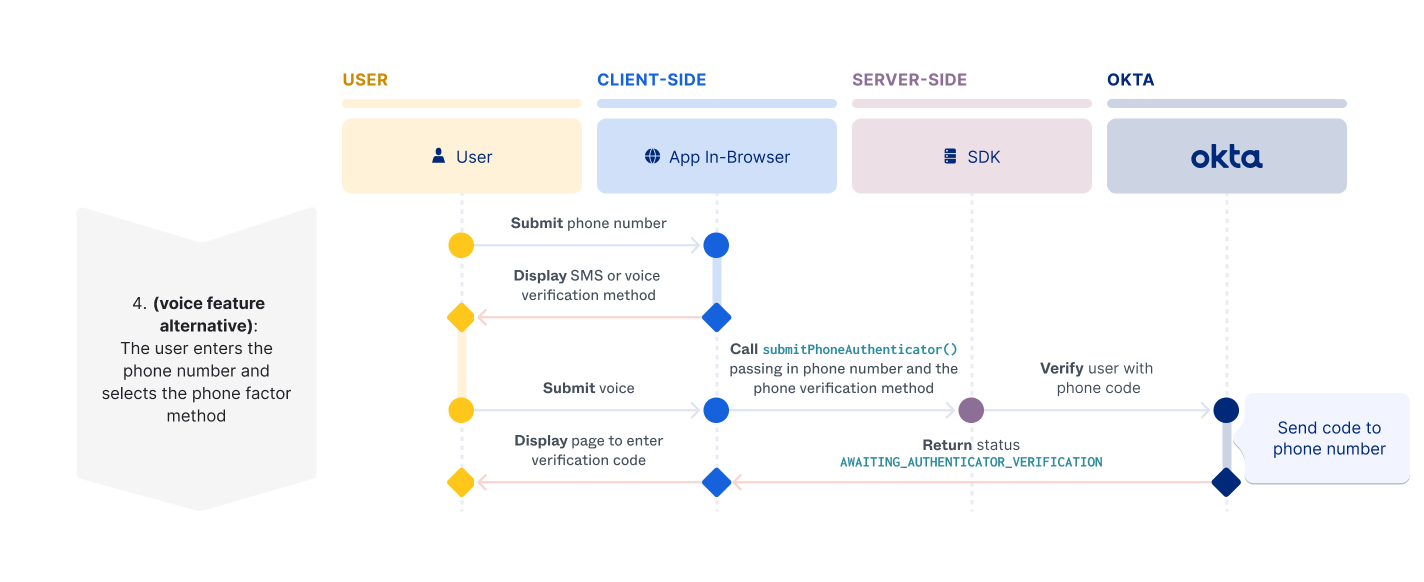 USER
CLIENT-SIDE
SERVER-SIDE
OKTA
User
App In-Browser
SDK
okta
4. (voice feature
alternative):
The user enters the
phone number and
selects the phone factor
method
Submit phone number
Display SMS or voice
verification method
Submit voice
Call submitPhoneAuthenticator()
passing in phone number and the
phone verification method
Verify user with
phone code
Send code to
phone number
Display page to enter
verification code
Return status
AWAITING_AUTHENTICATOR_VERIFICATION